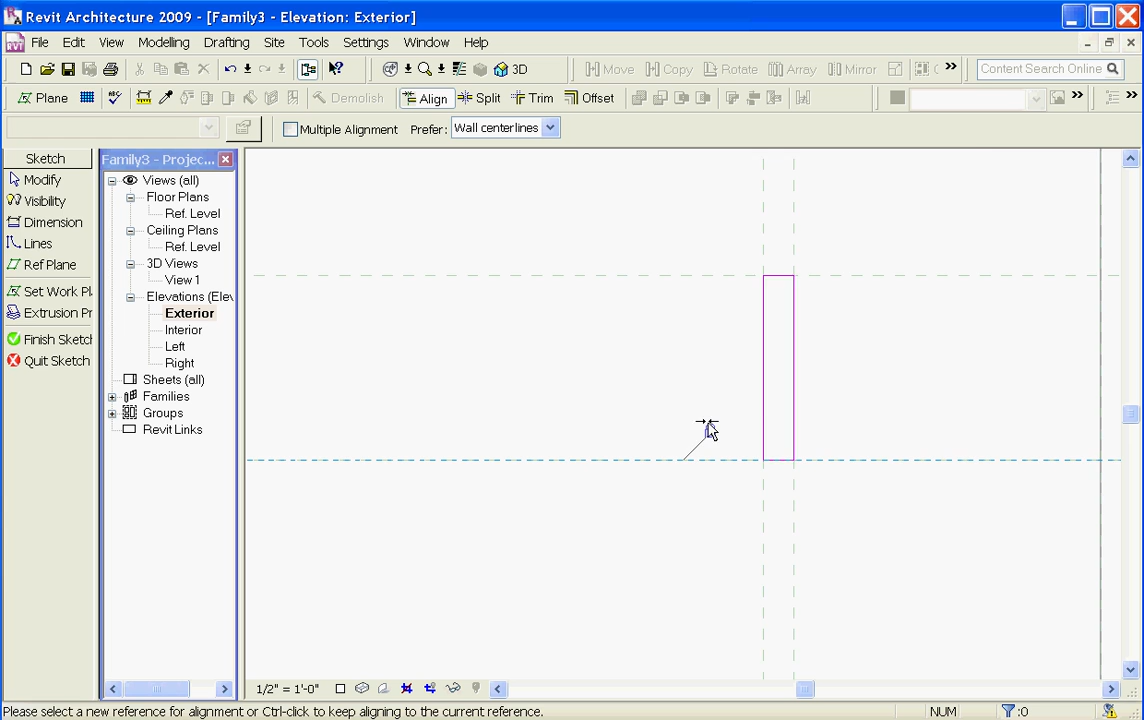 Revit Architecture 2009 - [Family3 - Elevation: Exterior]
File Edit View Modelling Drafting Site Tools Settings Window Help
3D Move Copy Rotate Array Mirror Content Search Online
Plane Demolish Align Split Trim Offset
Multiple Alignment Prefer: Wall centerlines
Sketch
Modify
Visibility
Dimension
Lines
Ref Plane
Set Work Pl
Extrusion Pr
Finish Sketch
Quit Sketch
Family3 - Projec...
Views (all)
Floor Plans
Ref. Level
Ceiling Plans
Ref. Level
3D Views
View 1
Elevations (Elev
Exterior
Interior
Left
Right
Sheets (all)
Families
Groups
Revit Links
1/2" = 1'-0"
Please select a new reference for alignment or Ctrl-click to keep aligning to the current reference. NUM :0